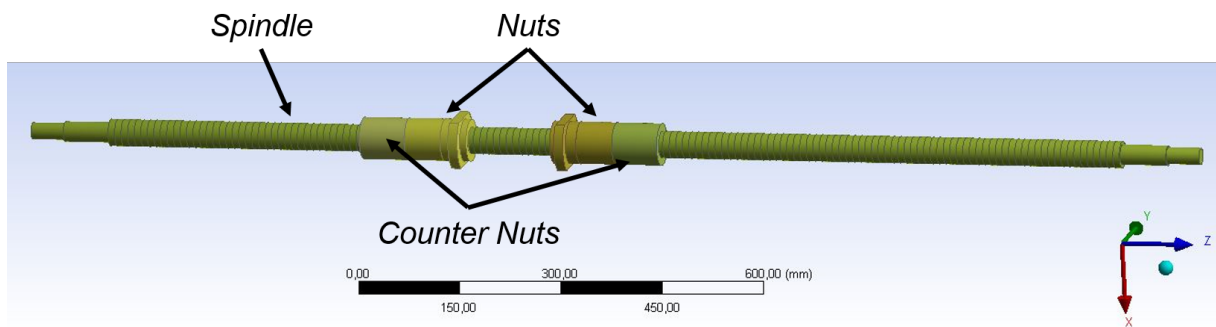 Spindle
Nuts
Counter Nuts
0,00
300,00
600,00 (mm)
150,00
450,00
Y
Z
X